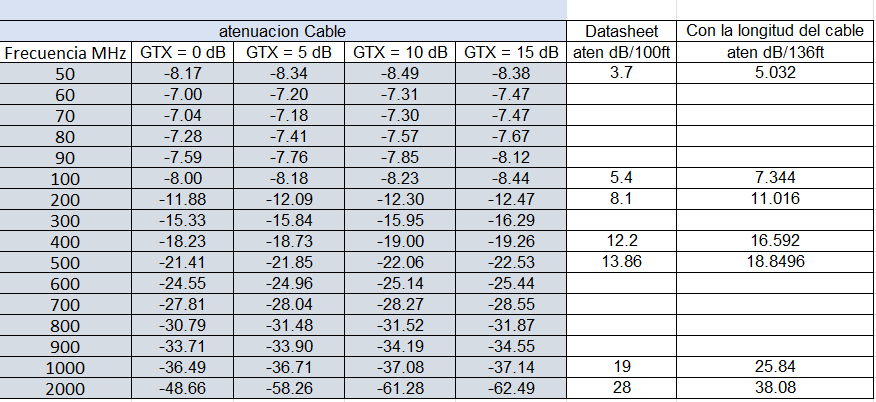 atenuacion Cable Datasheet Con la longitud del cable
Frecuencia MHz GTX = 0 dB GTX = 5 dB GTX = 10 dB GTX = 15 dB aten dB/100ft aten dB/136ft
50 -8.17 -8.34 -8.49 -8.38 3.7 5.032
60 -7.00 -7.20 -7.31 -7.47
70 -7.04 -7.18 -7.30 -7.47
80 -7.28 -7.41 -7.57 -7.67
90 -7.59 -7.76 -7.85 -8.12
100 -8.00 -8.18 -8.23 -8.44 5.4 7.344
200 -11.88 -12.09 -12.30 -12.47 8.1 11.016
300 -15.33 -15.84 -15.95 -16.29
400 -18.23 -18.73 -19.00 -19.26 12.2 16.592
500 -21.41 -21.85 -22.06 -22.53 13.86 18.8496
600 -24.55 -24.96 -25.14 -25.44
700 -27.81 -28.04 -28.27 -28.55
800 -30.79 -31.48 -31.52 -31.87
900 -33.71 -33.90 -34.19 -34.55
1000 -36.49 -36.71 -37.08 -37.14 19 25.84
2000 -48.66 -58.26 -61.28 -62.49 28 38.08